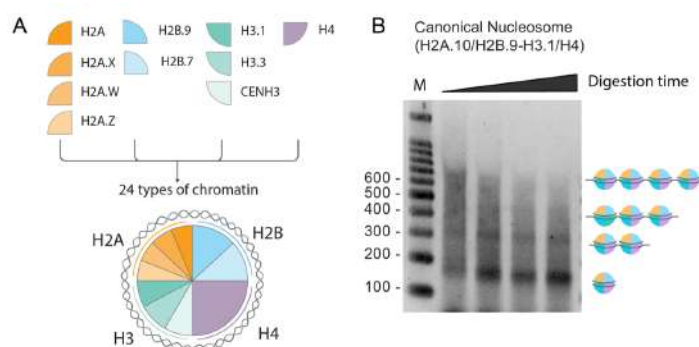 A
H2A
H2B.9
H3.1
H4
H2A.X
H2B.7
H3.3
H2A.W
CENH3
H2A.Z
24 types of chromatin
H2A
H2B
H3
H4
B
Canonical Nucleosome
(H2A.10/H2B.9-H3.1/H4)
M
Digestion time
600 -
500 -
400 -
300 -
200 -
100 -